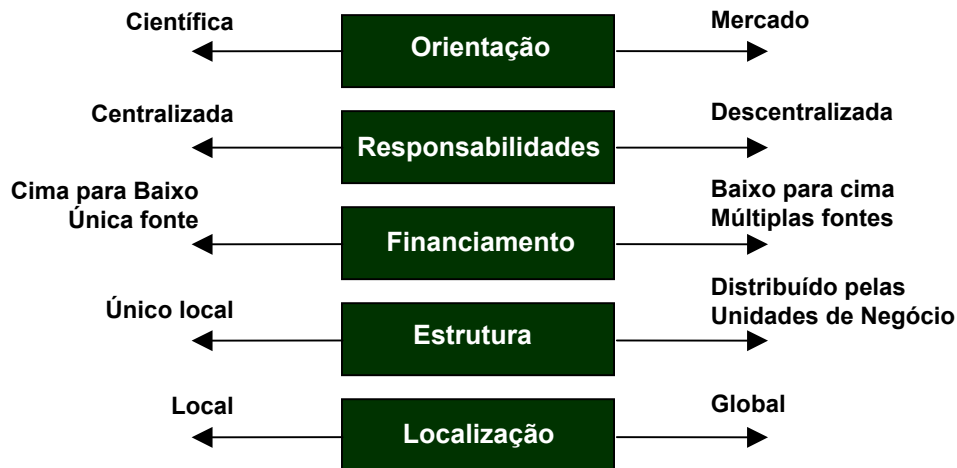 Científica
Orientação
Mercado
Centralizada
Responsabilidades
Descentralizada
Cima para Baixo
Única fonte
Financiamento
Baixo para cima
Múltiplas fontes
Único local
Estrutura
Distribuído pelas
Unidades de Negócio
Local
Localização
Global